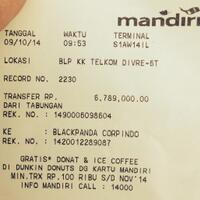 mandiri
TANGGAL WAKTU TERMINAL
09/10/14 09:53 S1AW14IL
LOKASI BLP KK TELKOM DIVRE-5T
RECORD NO. 2230
TRANSFER RP. 6,789,000.00
DARI TABUNGAN
REK. NO. : 1490006098604
KE : BLACKPANDA CORPINDO
REK. NO. : 1420012289087
GRATIS* DONAT & ICE COFFEE
DI DUNKIN DONUTS DG KARTU MANDIRI
MIN.TRX RP.100 RIBU S/D NOV'14
INFO MANDIRI CALL : 14000